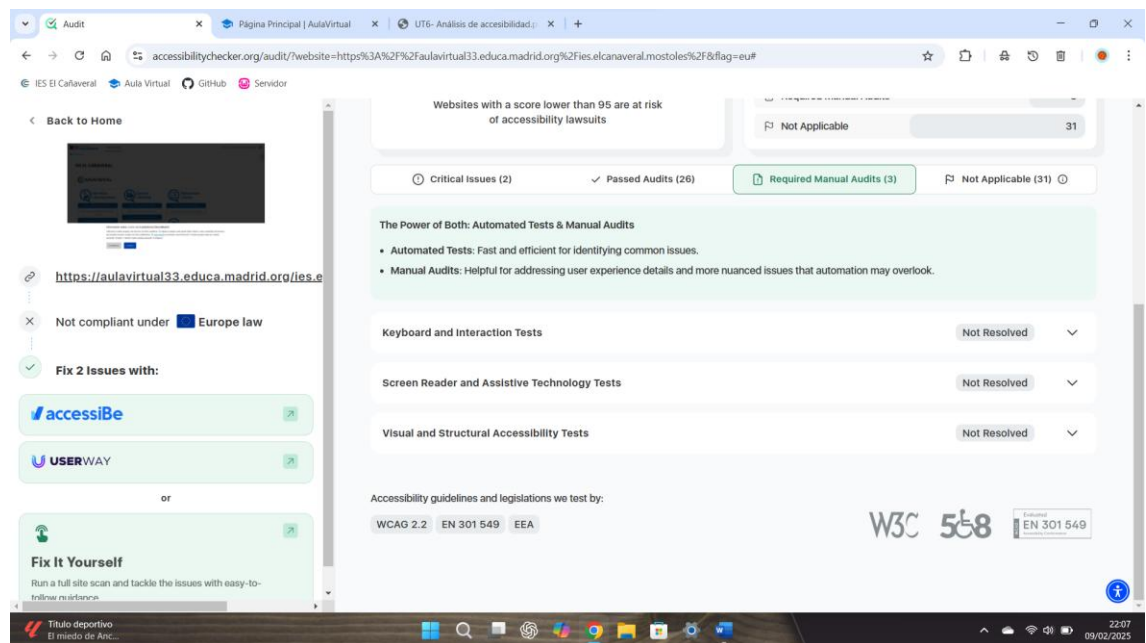 Audit
Página Principal | AulaVirtual
UT6- Análisis de accesibilidad.p
accessibilitychecker.org/audit/?website=https%3A%2F%2Faulavirtual33.educa.madrid.org%2Fies.elcanaveral.mostoles%2F&flag=eu#
IES El Cañaveral
Aula Virtual
GitHub
Servidor
Back to Home
https://aulavirtual33.educa.madrid.org/ies.e
Not compliant under Europe law
Fix 2 Issues with:
accessiBe
USERWAY
or
Fix It Yourself
Run a full site scan and tackle the issues with easy-to-
follow guidance
Websites with a score lower than 95 are at risk
of accessibility lawsuits
Required Manual Audits
Not Applicable 31
Critical Issues (2)
Passed Audits (26)
Required Manual Audits (3)
Not Applicable (31)
The Power of Both: Automated Tests & Manual Audits
• Automated Tests: Fast and efficient for identifying common issues.
• Manual Audits: Helpful for addressing user experience details and more nuanced issues that automation may overlook.
Keyboard and Interaction Tests Not Resolved
Screen Reader and Assistive Technology Tests Not Resolved
Visual and Structural Accessibility Tests Not Resolved
Accessibility guidelines and legislations we test by:
WCAG 2.2 EN 301 549 EEA
W3C
508
Evaluated
EN 301 549
Título deportivo
El miedo de Anc...
22:07
09/02/2025